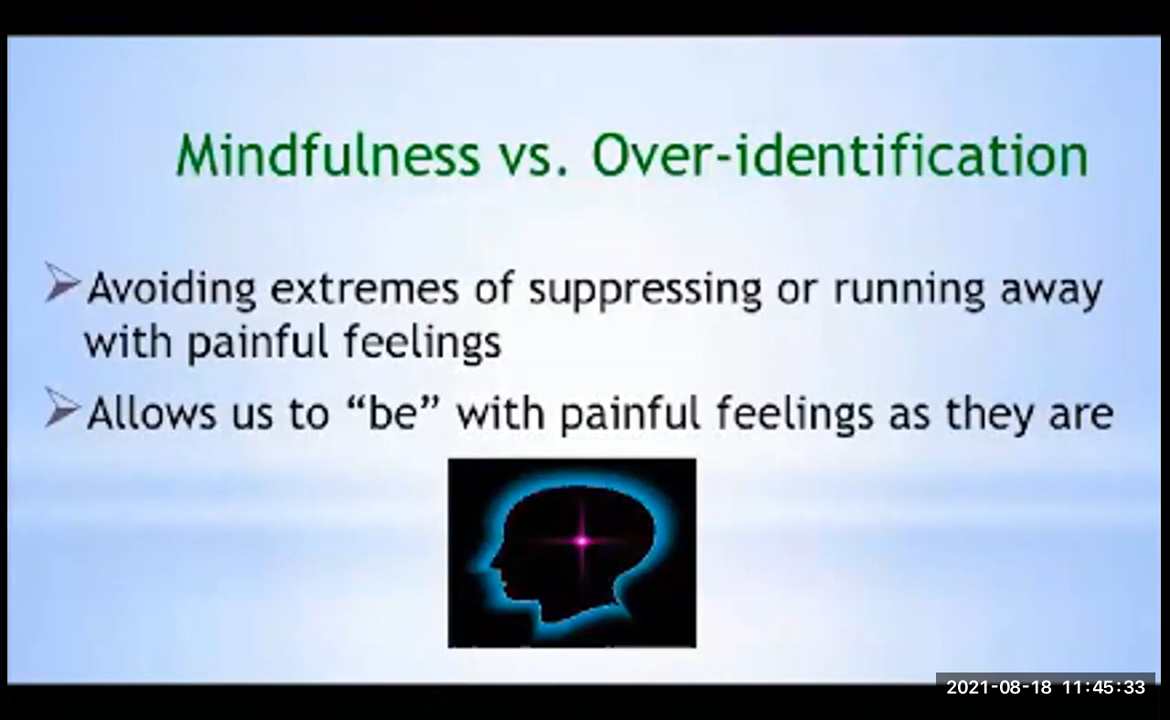 Mindfulness vs. Over-identification
Avoiding extremes of suppressing or running away
with painful feelings
Allows us to “be” with painful feelings as they are
2021-08-18 11:45:33